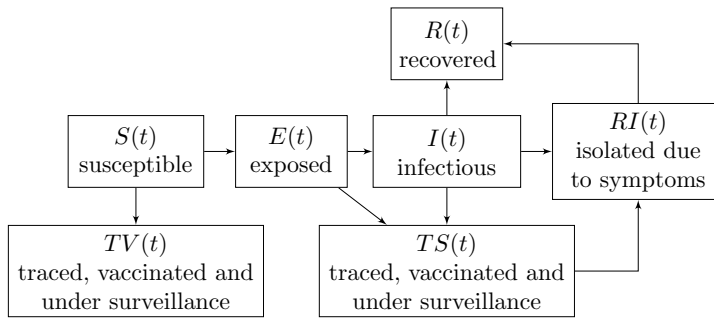 R(t)
recovered
S(t)
susceptible
E(t)
exposed
I(t)
infectious
RI(t)
isolated due
to symptoms
TV(t)
traced, vaccinated and
under surveillance
TS(t)
traced, vaccinated and
under surveillance